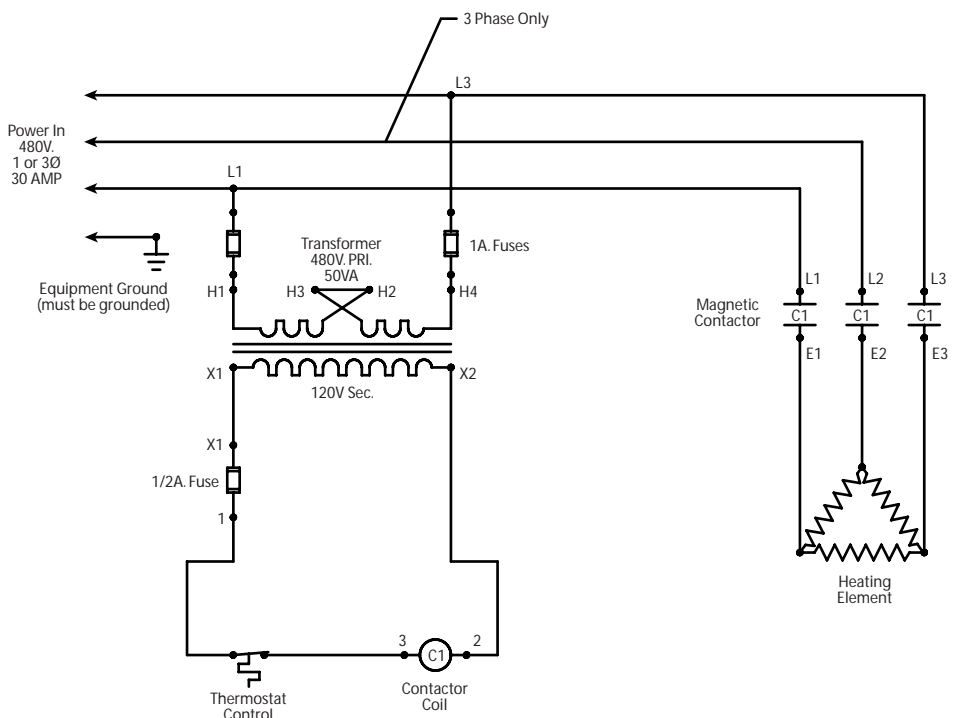 3 Phase Only
L3
Power In
480V.
1 or 3Ø
30 AMP
L1
Transformer
480V. PRI.
50VA
1A. Fuses
Equipment Ground
(must be grounded)
H1
H3
H2
H4
L1
L2
L3
Magnetic
Contactor
C1
C1
C1
E1
E2
E3
X1
X2
120V Sec.
X1
1/2A. Fuse
1
Heating
Element
3
C1
2
Thermostat
Control
Contactor
Coil